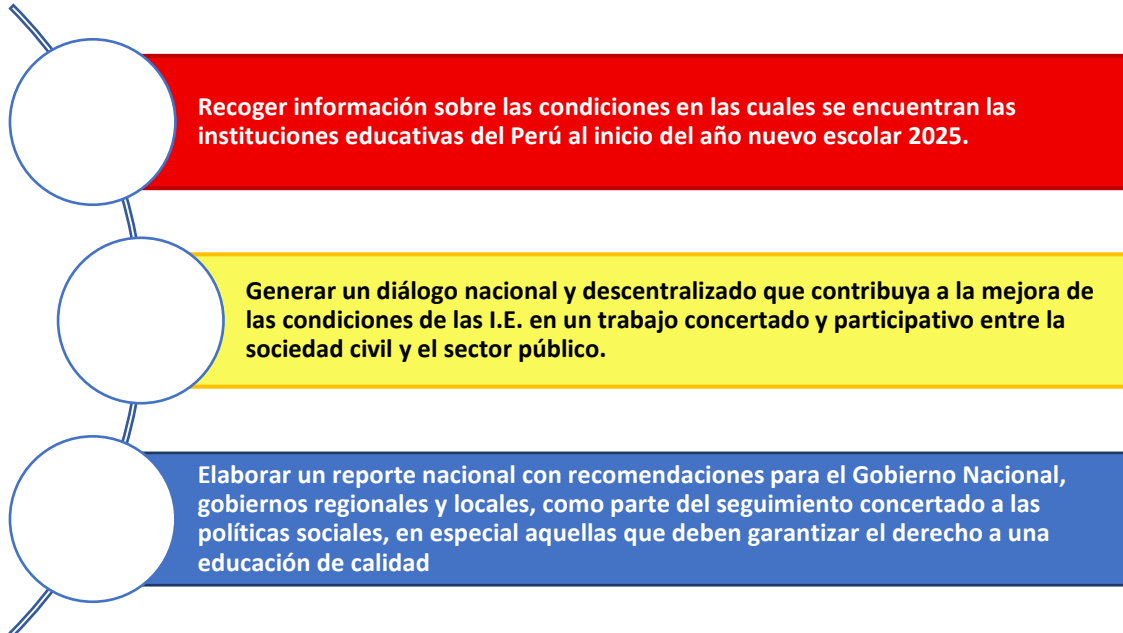 Recoger información sobre las condiciones en las cuales se encuentran las
instituciones educativas del Perú al inicio del año nuevo escolar 2025.
Generar un diálogo nacional y descentralizado que contribuya a la mejora de
las condiciones de las I.E. en un trabajo concertado y participativo entre la
sociedad civil y el sector público.
Elaborar un reporte nacional con recomendaciones para el Gobierno Nacional,
gobiernos regionales y locales, como parte del seguimiento concertado a las
políticas sociales, en especial aquellas que deben garantizar el derecho a una
educación de calidad